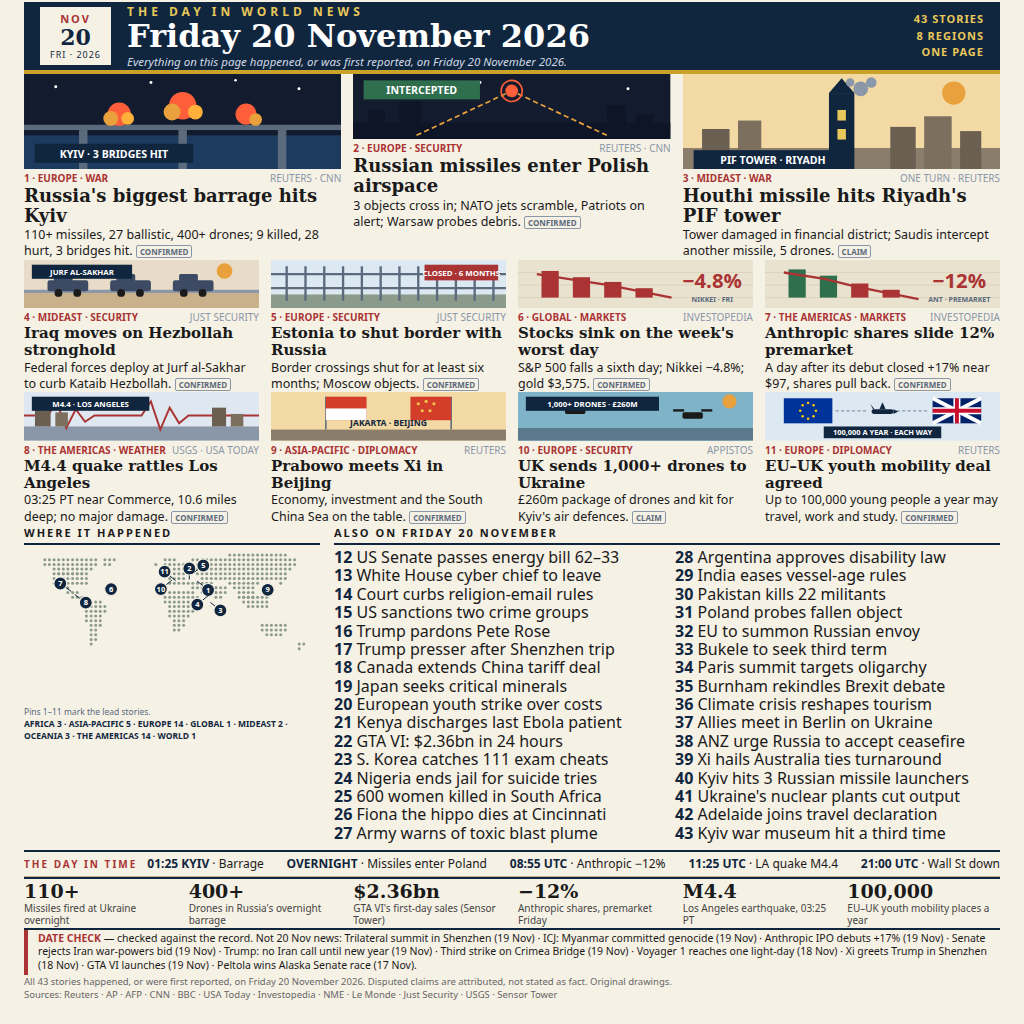 NOV
20
FRI · 2026
THE DAY IN WORLD NEWS
Friday 20 November 2026
Everything on this page happened, or was first reported, on Friday 20 November 2026.
43 STORIES
8 REGIONS
ONE PAGE
KYIV · 3 BRIDGES HIT
1 · EUROPE · WAR
REUTERS · CNN
Russia's biggest barrage hits
Kyiv
110+ missiles, 27 ballistic, 400+ drones; 9 killed, 28
hurt, 3 bridges hit. CONFIRMED
INTERCEPTED
2 · EUROPE · SECURITY
REUTERS · CNN
Russian missiles enter Polish
airspace
3 objects cross in; NATO jets scramble, Patriots on
alert; Warsaw probes debris. CONFIRMED
PIF TOWER · RIYADH
3 · MIDEAST · WAR
ONE TURN · REUTERS
Houthi missile hits Riyadh's
PIF tower
Tower damaged in financial district; Saudis intercept
another missile, 5 drones. CLAIM
JURF AL-SAKHAR
4 · MIDEAST · SECURITY
JUST SECURITY
Iraq moves on Hezbollah
stronghold
Federal forces deploy at Jurf al-Sakhar
to curb Kataib Hezbollah. CONFIRMED
CLOSED · 6 MONTHS
5 · EUROPE · SECURITY
JUST SECURITY
Estonia to shut border with
Russia
Border crossings shut for at least six
months; Moscow objects. CONFIRMED
−4.8%
NIKKEI · FRI
6 · GLOBAL · MARKETS
INVESTOPEDIA
Stocks sink on the week's
worst day
S&P 500 falls a sixth day; Nikkei −4.8%;
gold $3,575. CONFIRMED
−12%
ANT · PREMARKET
7 · THE AMERICAS · MARKETS
INVESTOPEDIA
Anthropic shares slide 12%
premarket
A day after its debut closed +17% near
$97, shares pull back. CONFIRMED
M4.4 · LOS ANGELES
8 · THE AMERICAS · WEATHER
USGS · USA TODAY
M4.4 quake rattles Los
Angeles
03:25 PT near Commerce, 10.6 miles
deep; no major damage. CONFIRMED
JAKARTA · BEIJING
9 · ASIA-PACIFIC · DIPLOMACY
REUTERS
Prabowo meets Xi in
Beijing
Economy, investment and the South
China Sea on the table. CONFIRMED
1,000+ DRONES · £260M
10 · EUROPE · SECURITY
APPISTOS
UK sends 1,000+ drones to
Ukraine
£260m package of drones and kit for
Kyiv's air defences. CLAIM
100,000 A YEAR · EACH WAY
11 · EUROPE · DIPLOMACY
REUTERS
EU–UK youth mobility deal
agreed
Up to 100,000 young people a year may
travel, work and study. CONFIRMED
WHERE IT HAPPENED
7
8
6
11
10
2
5
1
4
3
9
Pins 1–11 mark the lead stories.
AFRICA 3 · ASIA-PACIFIC 5 · EUROPE 14 · GLOBAL 1 · MIDEAST 2 ·
OCEANIA 3 · THE AMERICAS 14 · WORLD 1
ALSO ON FRIDAY 20 NOVEMBER
12 US Senate passes energy bill 62–33
13 White House cyber chief to leave
14 Court curbs religion-email rules
15 US sanctions two crime groups
16 Trump pardons Pete Rose
17 Trump presser after Shenzhen trip
18 Canada extends China tariff deal
19 Japan seeks critical minerals
20 European youth strike over costs
21 Kenya discharges last Ebola patient
22 GTA VI: $2.36bn in 24 hours
23 S. Korea catches 111 exam cheats
24 Nigeria ends jail for suicide tries
25 600 women killed in South Africa
26 Fiona the hippo dies at Cincinnati
27 Army warns of toxic blast plume
28 Argentina approves disability law
29 India eases vessel-age rules
30 Pakistan kills 22 militants
31 Poland probes fallen object
32 EU to summon Russian envoy
33 Bukele to seek third term
34 Paris summit targets oligarchy
35 Burnham rekindles Brexit debate
36 Climate crisis reshapes tourism
37 Allies meet in Berlin on Ukraine
38 ANZ urge Russia to accept ceasefire
39 Xi hails Australia ties turnaround
40 Kyiv hits 3 Russian missile launchers
41 Ukraine's nuclear plants cut output
42 Adelaide joins travel declaration
43 Kyiv war museum hit a third time
THE DAY IN TIME
01:25 KYIV · Barrage
OVERNIGHT · Missiles enter Poland
08:55 UTC · Anthropic −12%
11:25 UTC · LA quake M4.4
21:00 UTC · Wall St down
110+
Missiles fired at Ukraine
overnight
400+
Drones in Russia's overnight
barrage
$2.36bn
GTA VI's first-day sales (Sensor
Tower)
−12%
Anthropic shares, premarket
Friday
M4.4
Los Angeles earthquake, 03:25
PT
100,000
EU–UK youth mobility places a
year
DATE CHECK — checked against the record. Not 20 Nov news: Trilateral summit in Shenzhen (19 Nov) · ICJ: Myanmar committed genocide (19 Nov) · Anthropic IPO debuts +17% (19 Nov) · Senate
rejects Iran war-powers bid (19 Nov) · Trump: no Iran call until new year (19 Nov) · Third strike on Crimea Bridge (19 Nov) · Voyager 1 reaches one light-day (18 Nov) · Xi greets Trump in Shenzhen
(18 Nov) · GTA VI launches (19 Nov) · Peltola wins Alaska Senate race (17 Nov).
All 43 stories happened, or were first reported, on Friday 20 November 2026. Disputed claims are attributed, not stated as fact. Original drawings.
Sources: Reuters · AP · AFP · CNN · BBC · USA Today · Investopedia · NME · Le Monde · Just Security · USGS · Sensor Tower